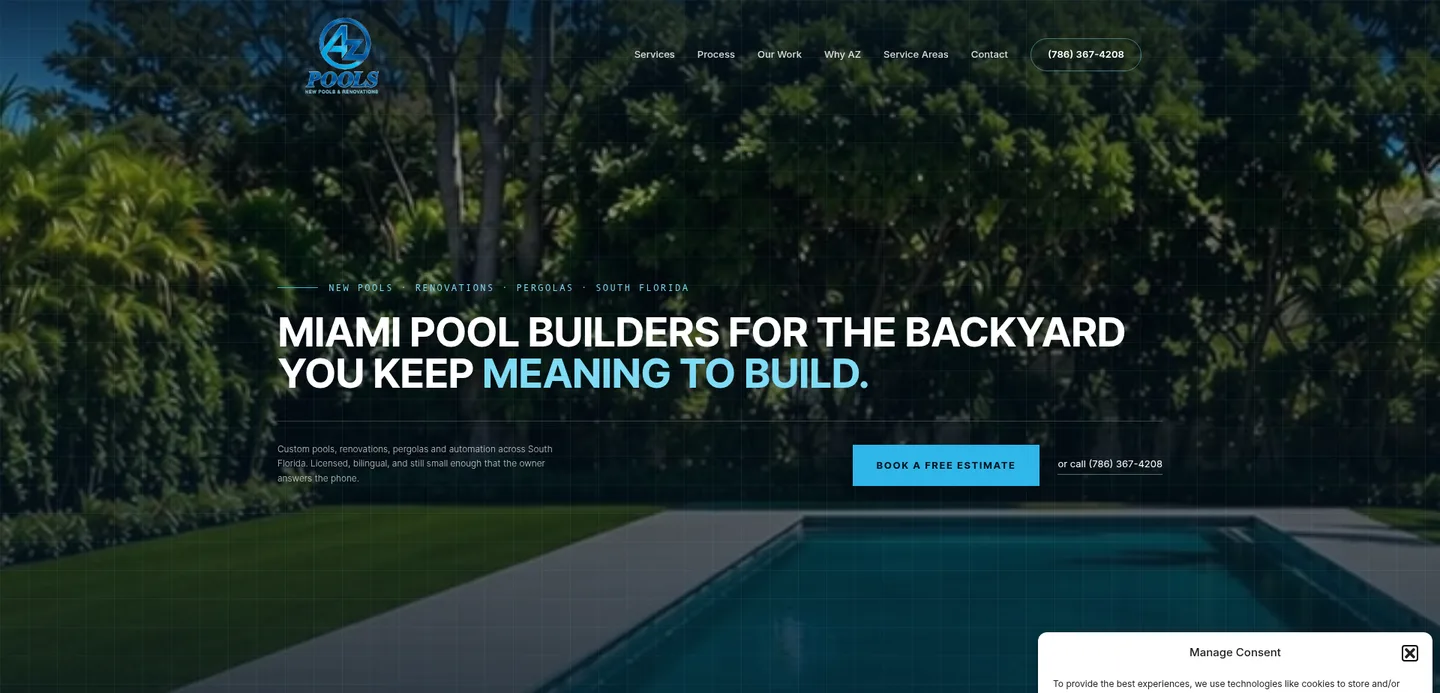 AZ
POOLS
NEW POOLS & RENOVATIONS
Services
Process
Our Work
Why AZ
Service Areas
Contact
(786) 367-4208
NEW POOLS · RENOVATIONS · PERGOLAS · SOUTH FLORIDA
MIAMI POOL BUILDERS FOR THE BACKYARD
YOU KEEP MEANING TO BUILD.
Custom pools, renovations, pergolas and automation across South
Florida. Licensed, bilingual, and still small enough that the owner
answers the phone.
BOOK A FREE ESTIMATE
or call (786) 367-4208
Manage Consent
To provide the best experiences, we use technologies like cookies to store and/or